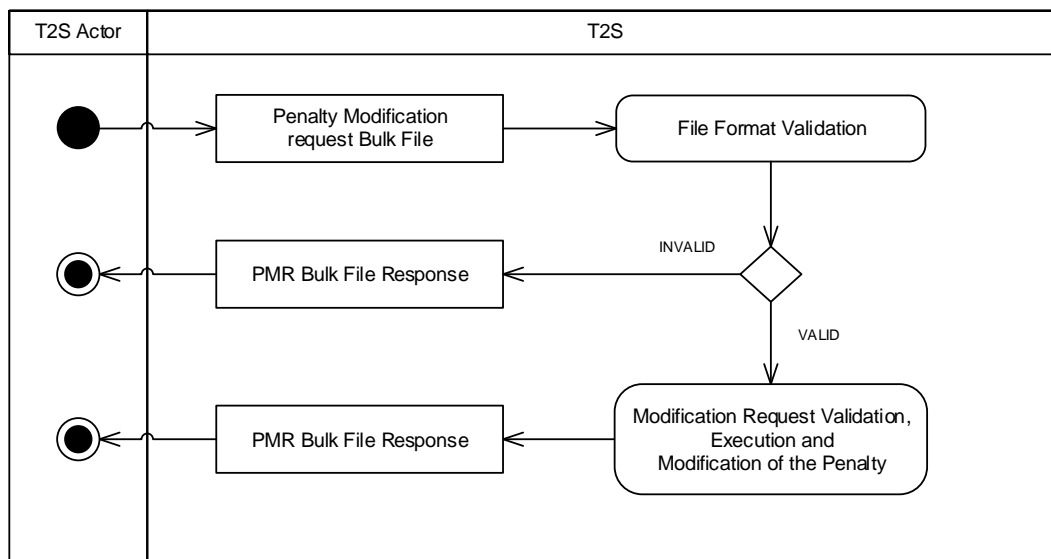 T2S Actor
T2S
Penalty Modification
request Bulk File
File Format Validation
INVALID
PMR Bulk File Response
VALID
PMR Bulk File Response
Modification Request Validation,
Execution and
Modification of the Penalty